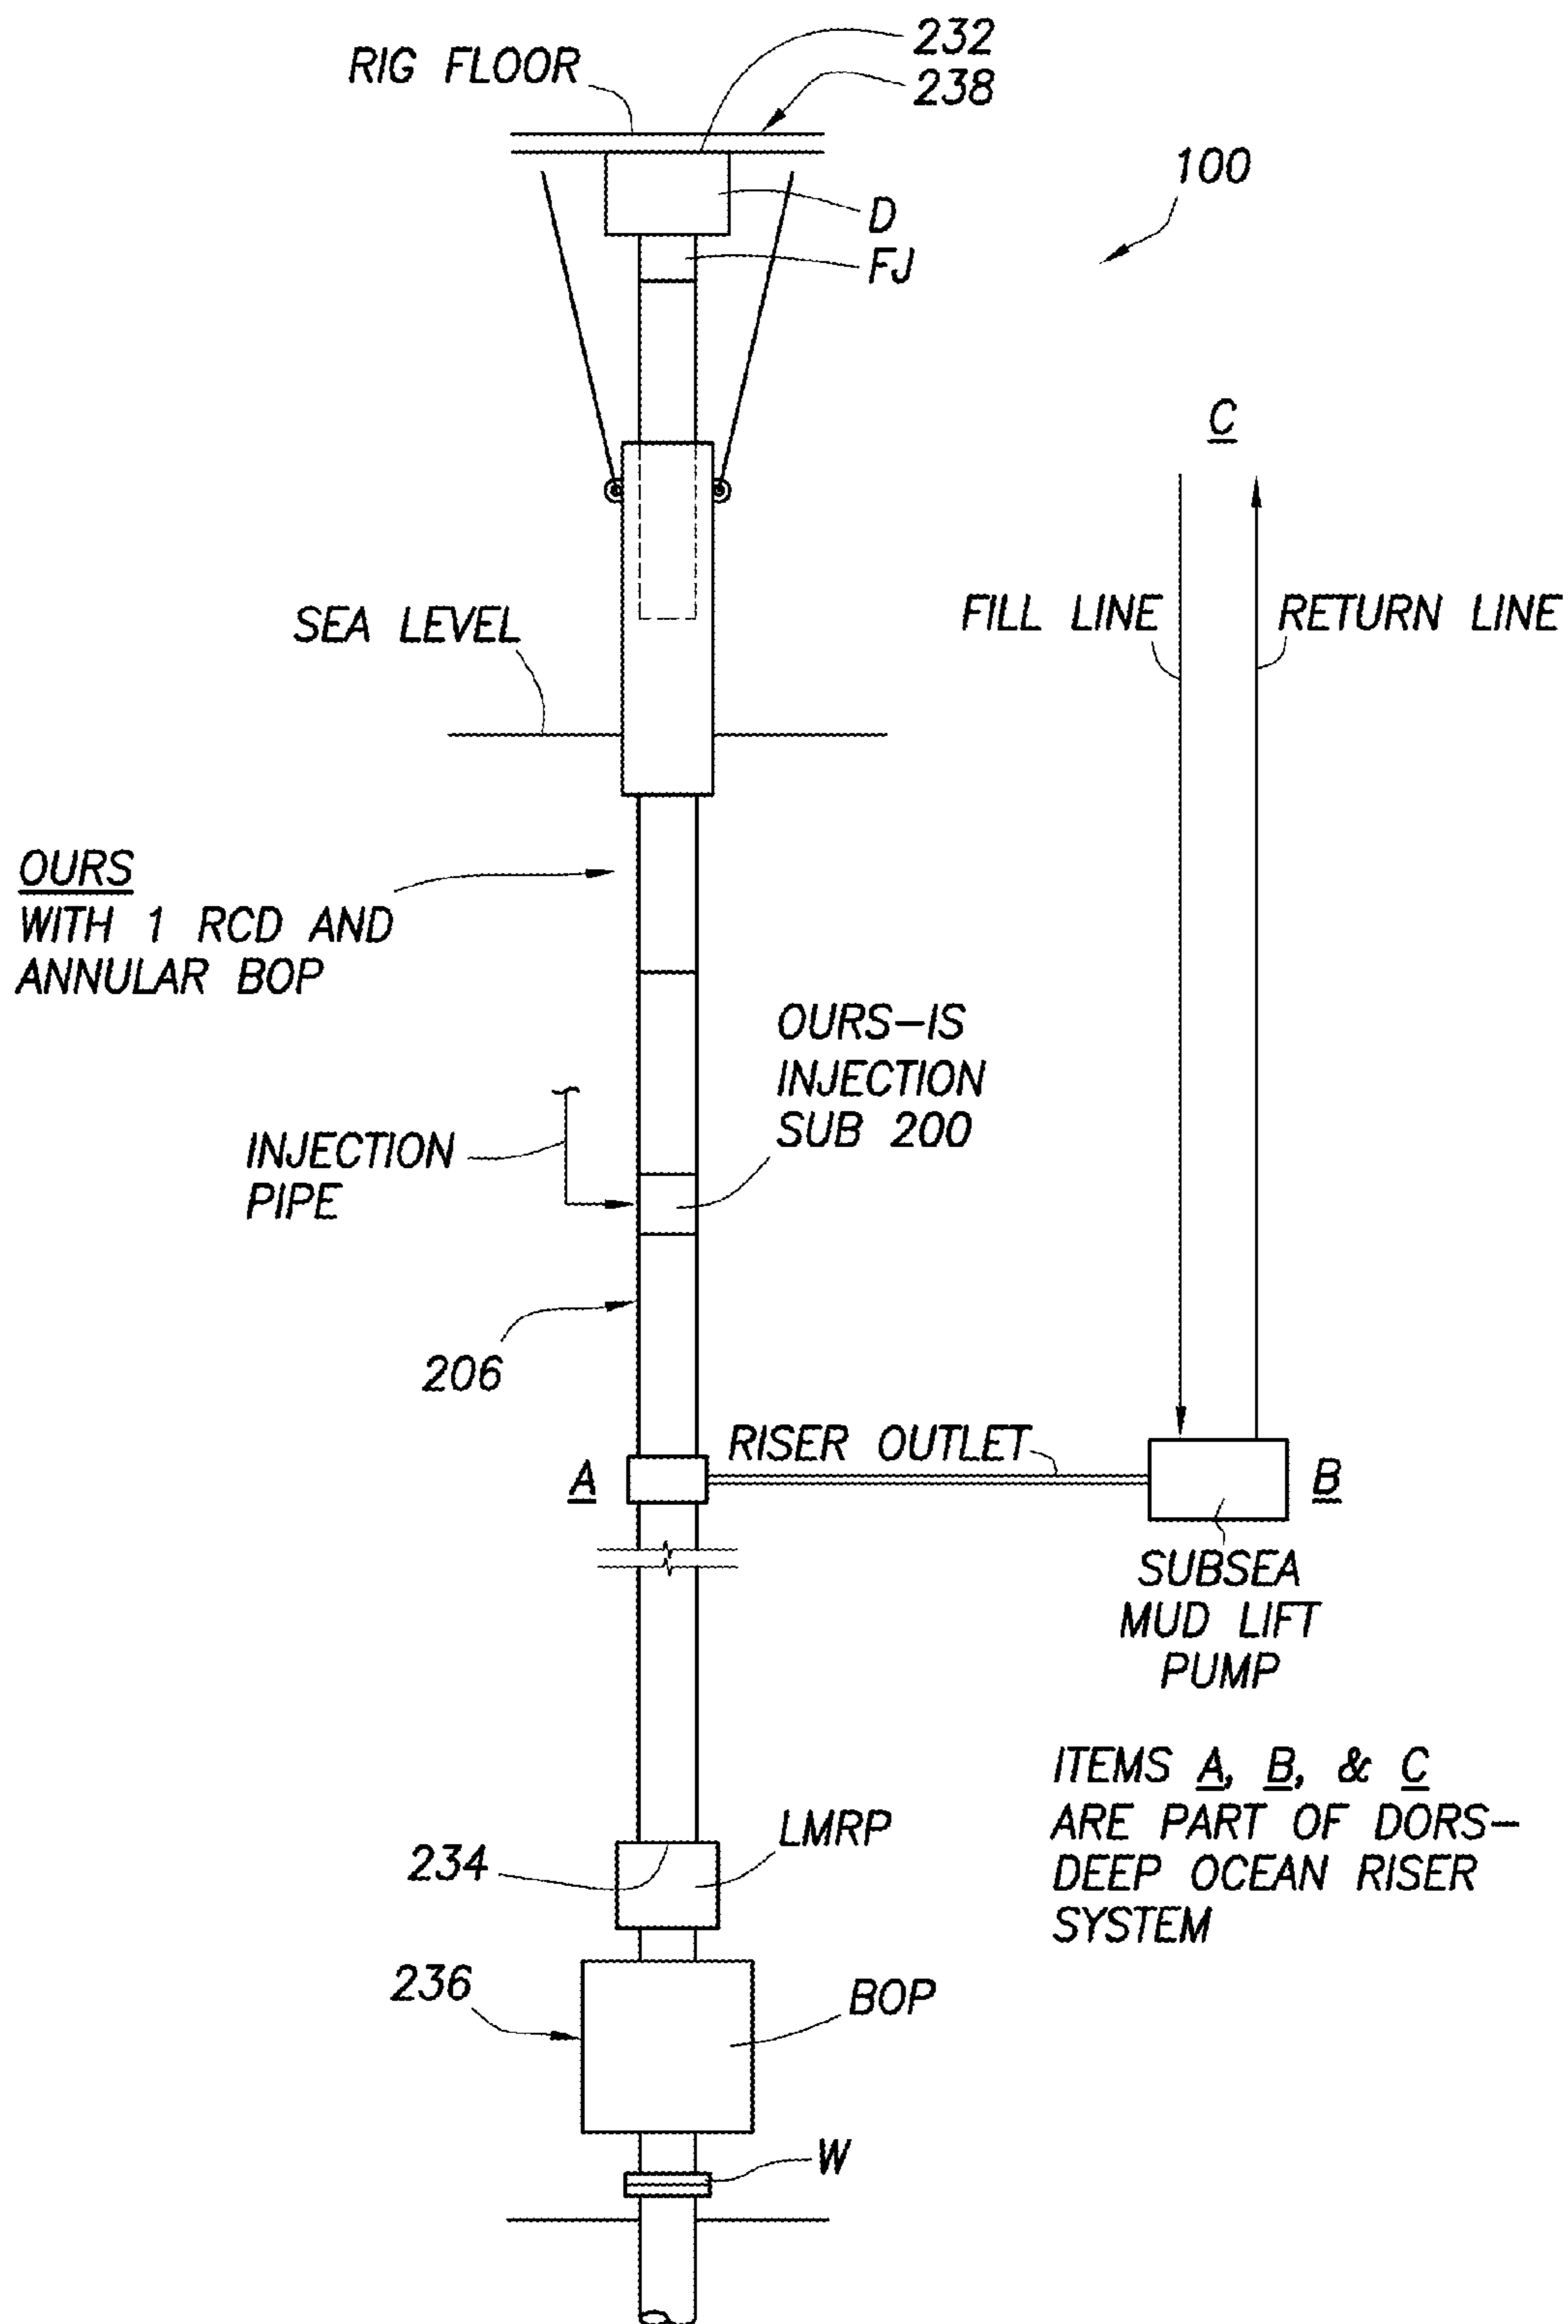 232
RIG FLOOR
238
100
D
FJ
C
FILL LINE
RETURN LINE
SEA LEVEL
OURS
WITH 1 RCD AND
ANNULAR BOP
OURS-IS
INJECTION
SUB 200
INJECTION
PIPE
206
RISER OUTLET
A
B
SUBSEA
MUD LIFT
PUMP
ITEMS A, B, & C
ARE PART OF DORS-
DEEP OCEAN RISER
SYSTEM
LMRP
234
236
BOP
W